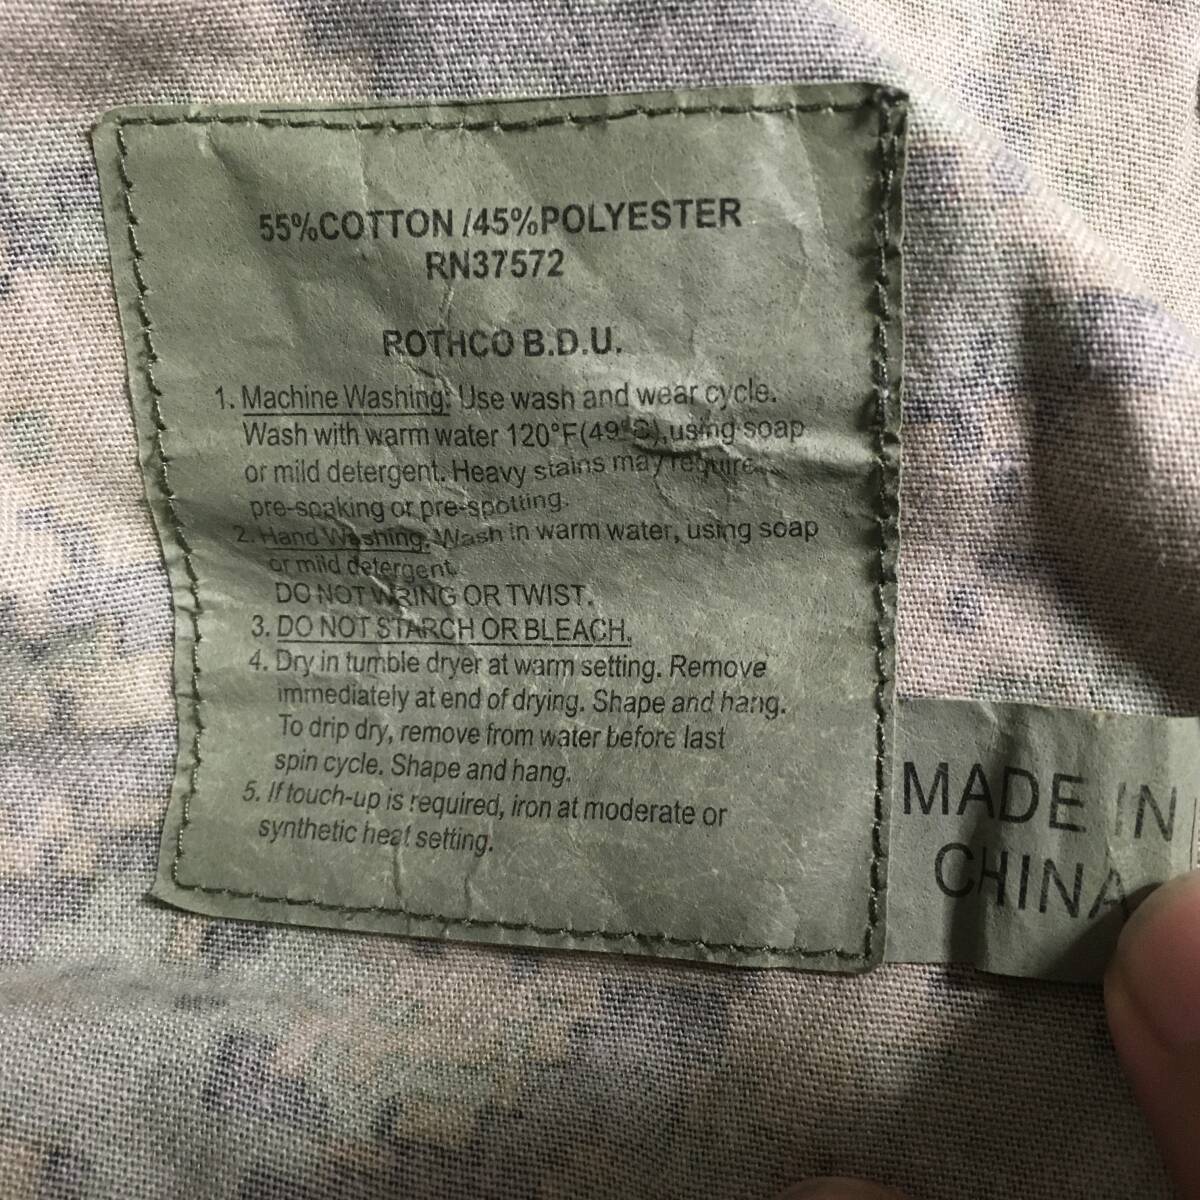 55%COTTON /45%POLYESTER
RN37572
ROTHCO B.D.U.
1. Machine Washing: Use wash and wear cycle.
Wash with warm water 120°F(49°C),using soap
or mild detergent. Heavy stains may require
pre-soaking or pre-spotting.
2. Hand Washing: Wash in warm water, using soap
or mild detergent.
DO NOT WRING OR TWIST.
3. DO NOT STARCH OR BLEACH.
4. Dry in tumble dryer at warm setting. Remove
immediately at end of drying. Shape and hang.
To drip dry, remove from water before last
spin cycle. Shape and hang.
5. If touch-up is required, iron at moderate or
synthetic heat setting.
MADE IN
CHINA